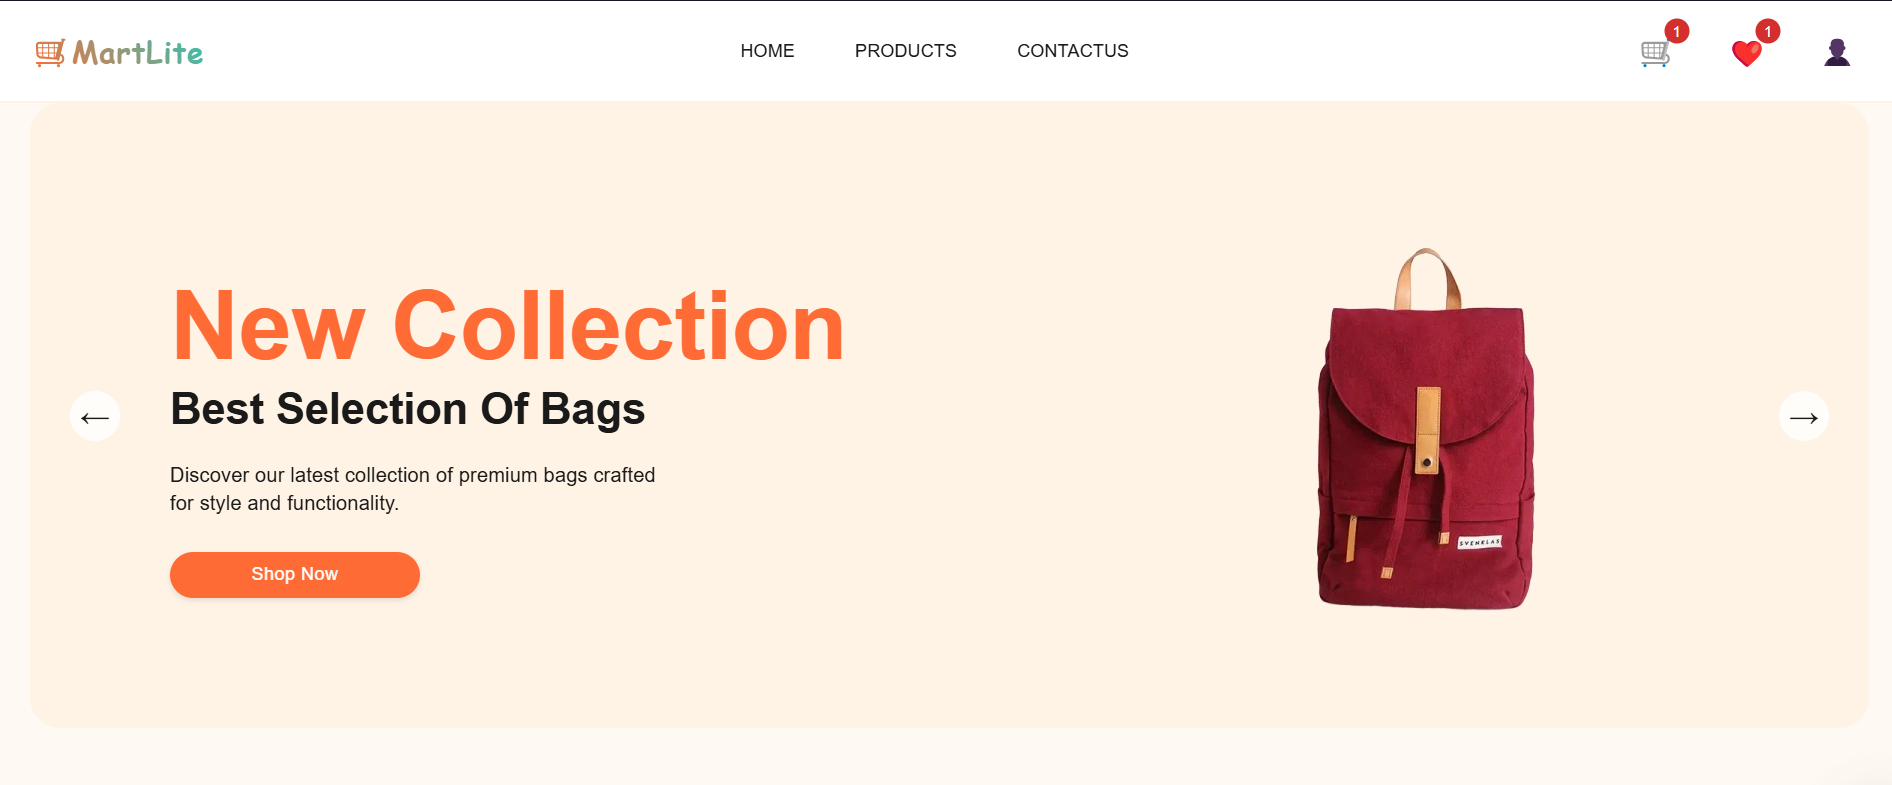 MartLite
HOME
PRODUCTS
CONTACTUS
1
1
New Collection
Best Selection Of Bags
Discover our latest collection of premium bags crafted
for style and functionality.
Shop Now
SVENKLAS